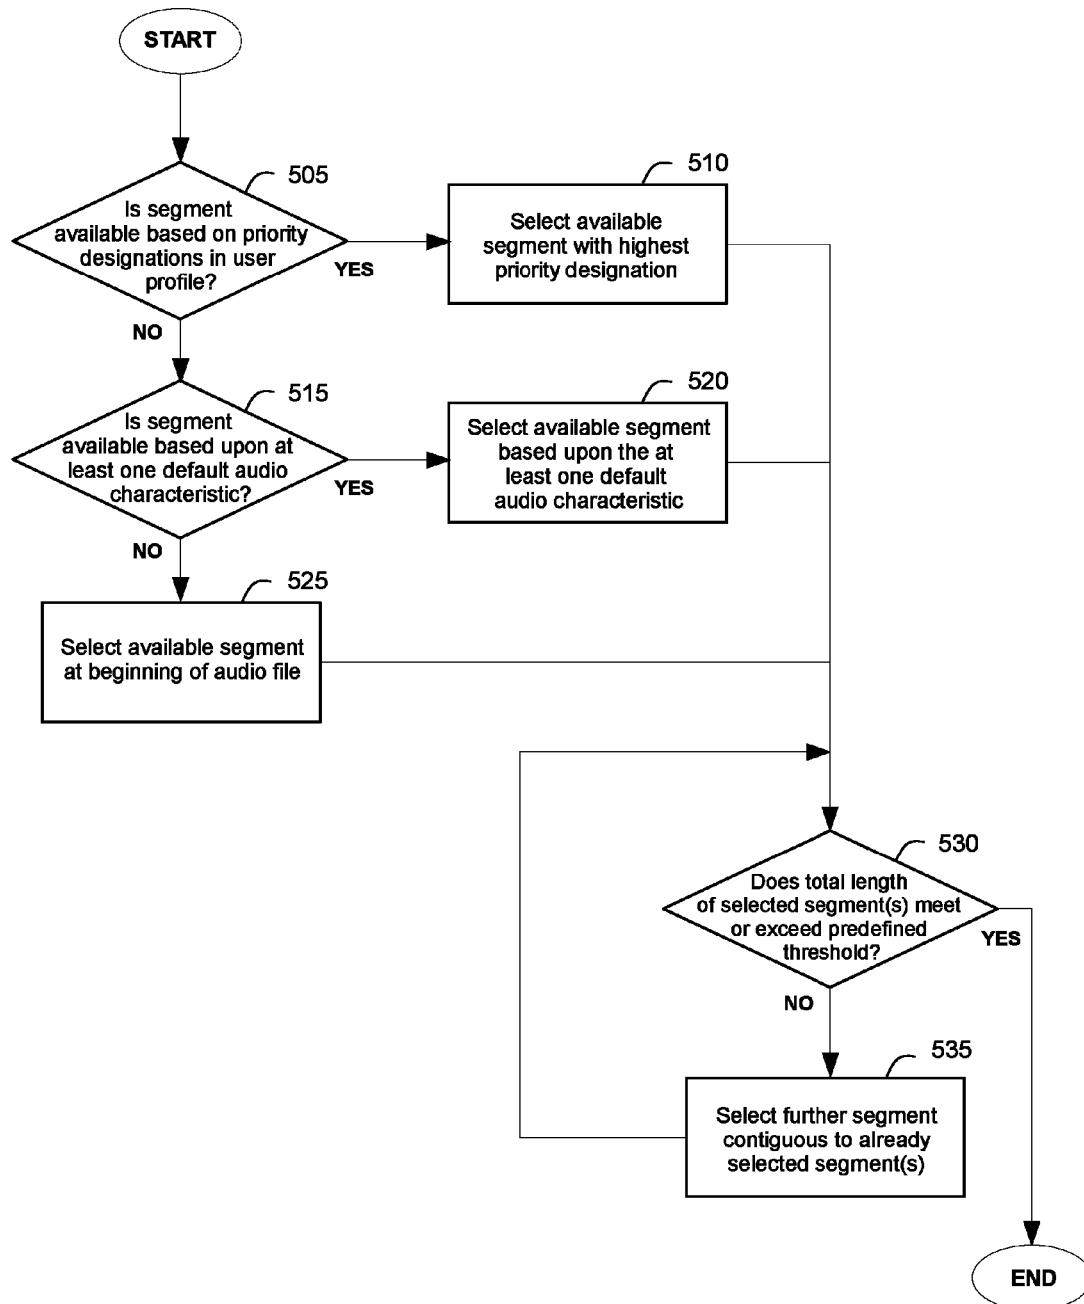 START
505
Is segment
available based on priority
designations in user
profile?
YES
NO
510
Select available
segment with highest
priority designation
515
Is segment
available based upon at
least one default audio
characteristic?
YES
NO
520
Select available segment
based upon the at
least one default
audio characteristic
525
Select available segment
at beginning of audio file
530
Does total length
of selected segment(s) meet
or exceed predefined
threshold?
YES
NO
535
Select further segment
contiguous to already
selected segment(s)
END